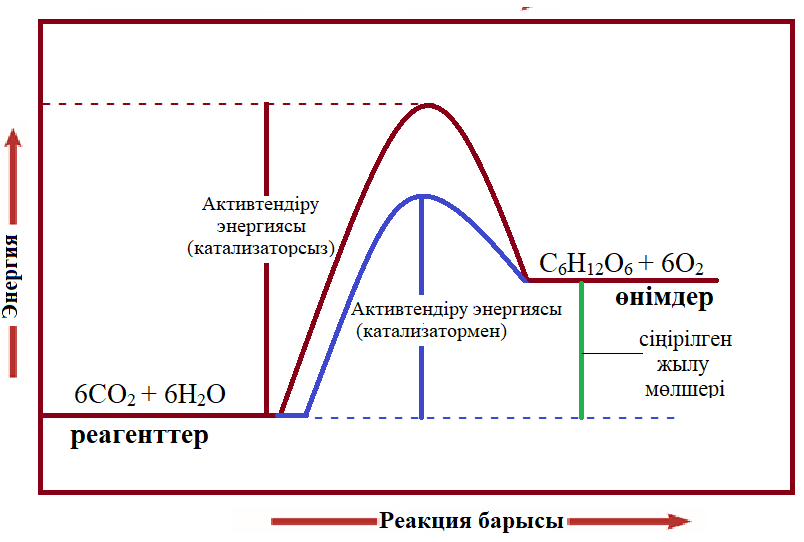 Энергия
Активтендіру
энергиясы
(катализаторсыз)
C₆H₁₂O₆ + 6O₂
өнімдер
Активтендіру энергиясы
(катализатормен)
сіңірілген
жылу
мөлшері
6CO₂ + 6H₂O
реагенттер
Реакция барысы